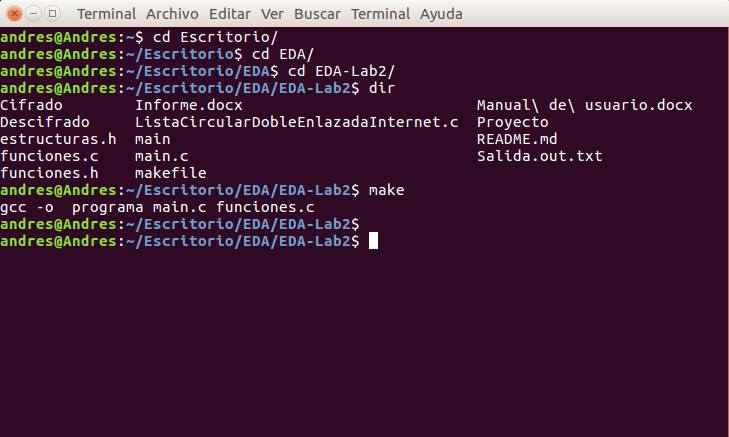 Terminal Archivo Editar Ver Buscar Terminal Ayuda
andres@Andres:~$ cd Escritorio/
andres@Andres:~/Escritorio$ cd EDA/
andres@Andres:~/Escritorio/EDA$ cd EDA-Lab2/
andres@Andres:~/Escritorio/EDA/EDA-Lab2$ dir
Cifrado        Informe.docx                          Manual\ de\ usuario.docx
Descifrado     ListaCircularDobleEnlazadaInternet.c  Proyecto
estructuras.h  main                                  README.md
funciones.c    main.c                                Salida.out.txt
funciones.h    makefile
andres@Andres:~/Escritorio/EDA/EDA-Lab2$ make
gcc -o  programa main.c funciones.c
andres@Andres:~/Escritorio/EDA/EDA-Lab2$
andres@Andres:~/Escritorio/EDA/EDA-Lab2$